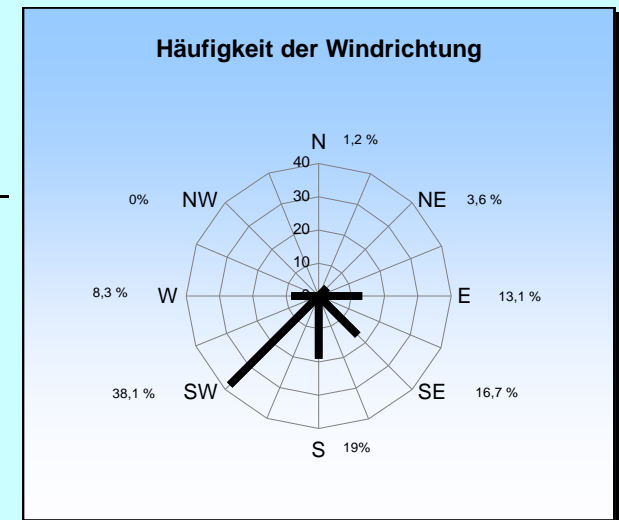 Häufigkeit der Windrichtung
N 1,2 %
40
NW 0% NE 3,6 %
30
20
10
0
W 8,3 % E 13,1 %
SW 38,1 % SE 16,7 %
S 19%